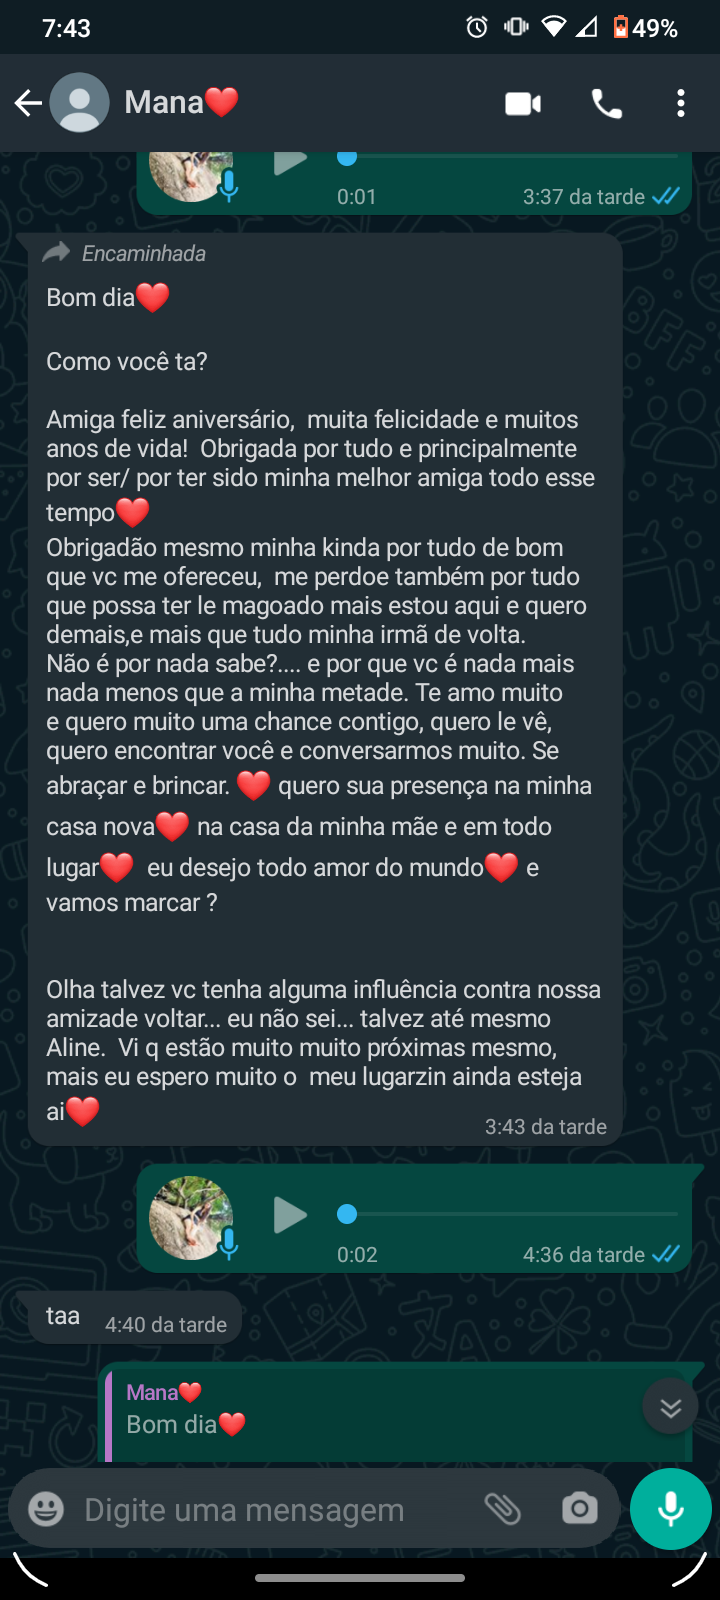 7:43 49%
Mana❤️
0:01 3:37 da tarde
Encaminhada
Bom dia❤️
Como você ta?
Amiga feliz aniversário,  muita felicidade e muitos
anos de vida!  Obrigada por tudo e principalmente
por ser/ por ter sido minha melhor amiga todo esse
tempo❤️
Obrigadão mesmo minha kinda por tudo de bom
que vc me ofereceu,  me perdoe também por tudo
que possa ter le magoado mais estou aqui e quero
demais,e mais que tudo minha irmã de volta.
Não é por nada sabe?.... e por que vc é nada mais
nada menos que a minha metade. Te amo muito
e quero muito uma chance contigo, quero le vê,
quero encontrar você e conversarmos muito. Se
abraçar e brincar. ❤️ quero sua presença na minha
casa nova❤️ na casa da minha mãe e em todo
lugar❤️  eu desejo todo amor do mundo❤️ e
vamos marcar ?
Olha talvez vc tenha alguma influência contra nossa
amizade voltar... eu não sei... talvez até mesmo
Aline.  Vi q estão muito muito próximas mesmo,
mais eu espero muito o  meu lugarzin ainda esteja
ai❤️
3:43 da tarde
0:02 4:36 da tarde
taa 4:40 da tarde
Mana❤️
Bom dia❤️
Digite uma mensagem